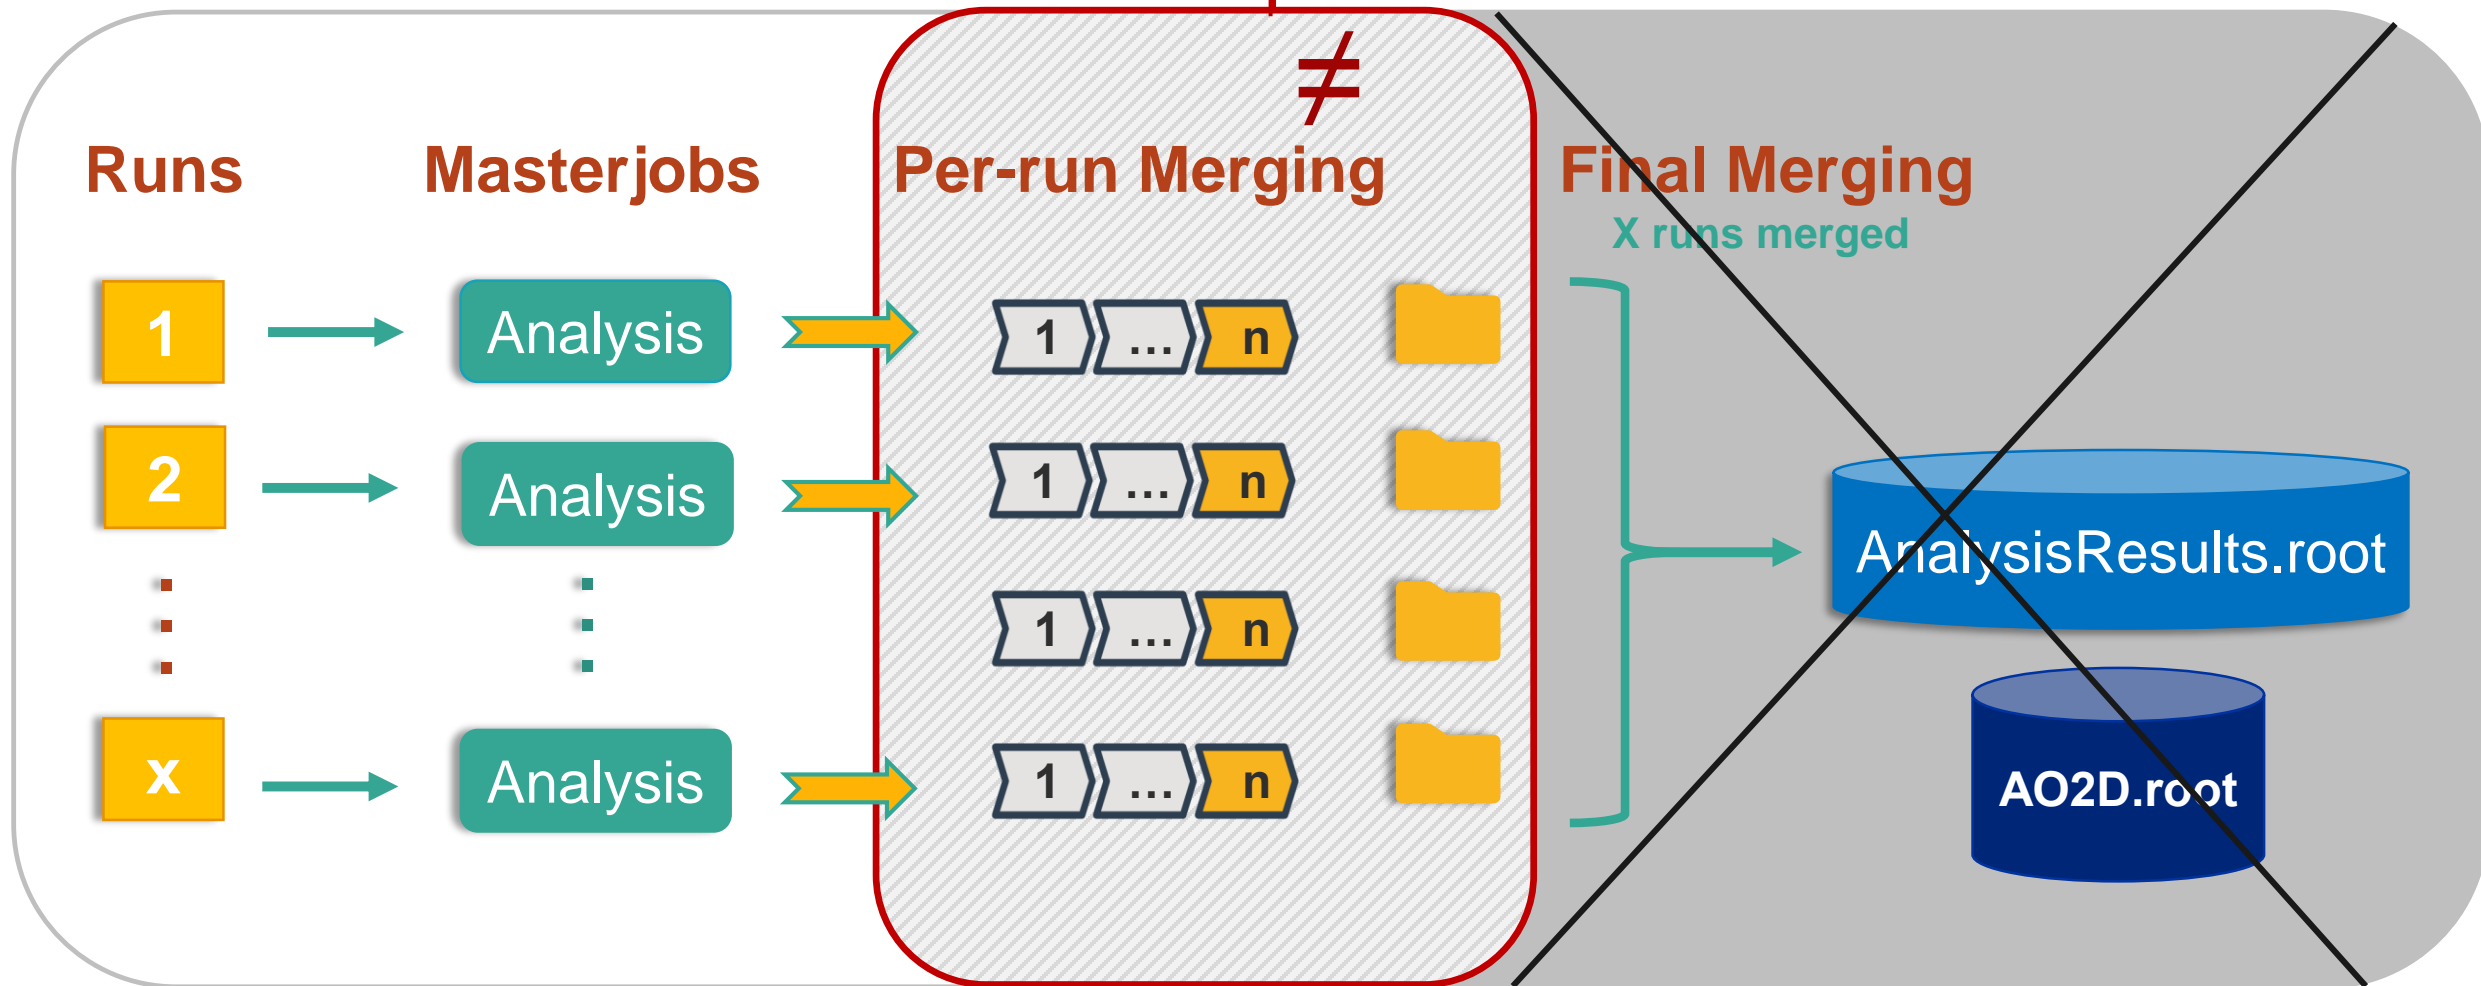 ≠
Runs
Masterjobs
Per-run Merging
Final Merging
X runs merged
1
Analysis
1 ... n
2
Analysis
1 ... n
1 ... n
x
Analysis
1 ... n
AnalysisResults.root
AO2D.root